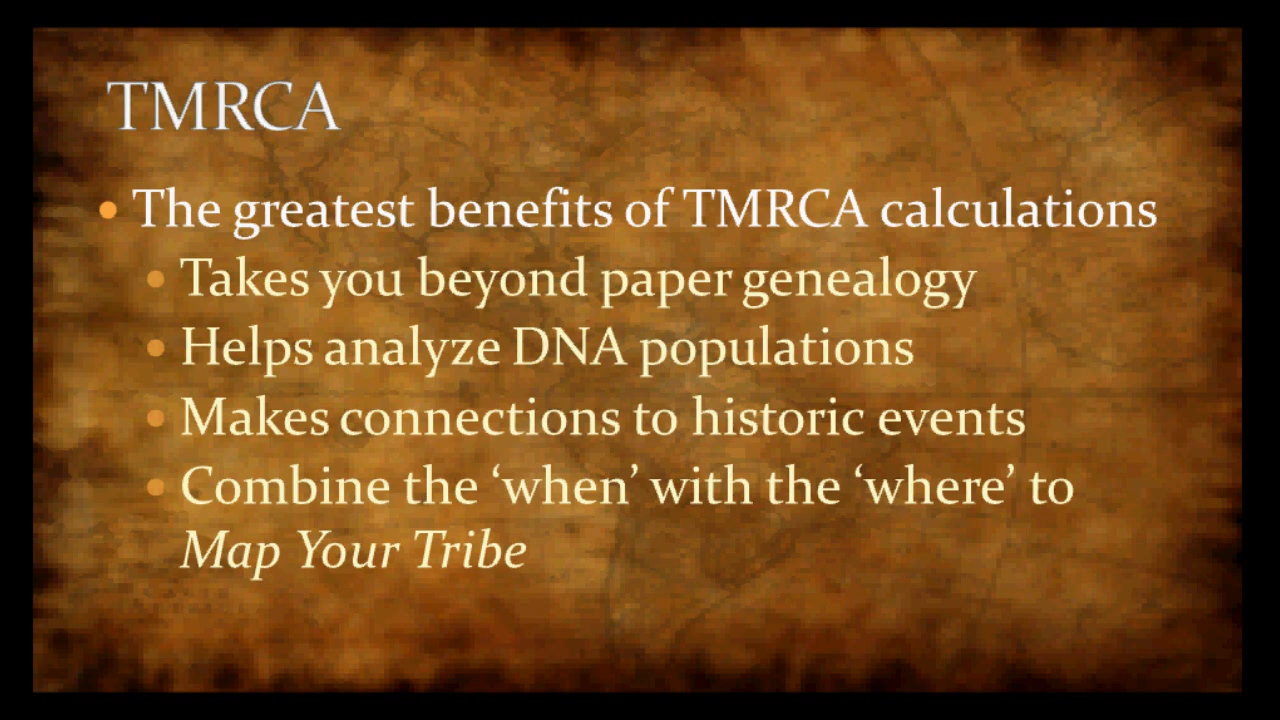 TMRCA
• The greatest benefits of TMRCA calculations
• Takes you beyond paper genealogy
• Helps analyze DNA populations
• Makes connections to historic events
• Combine the ‘when’ with the ‘where’ to
Map Your Tribe